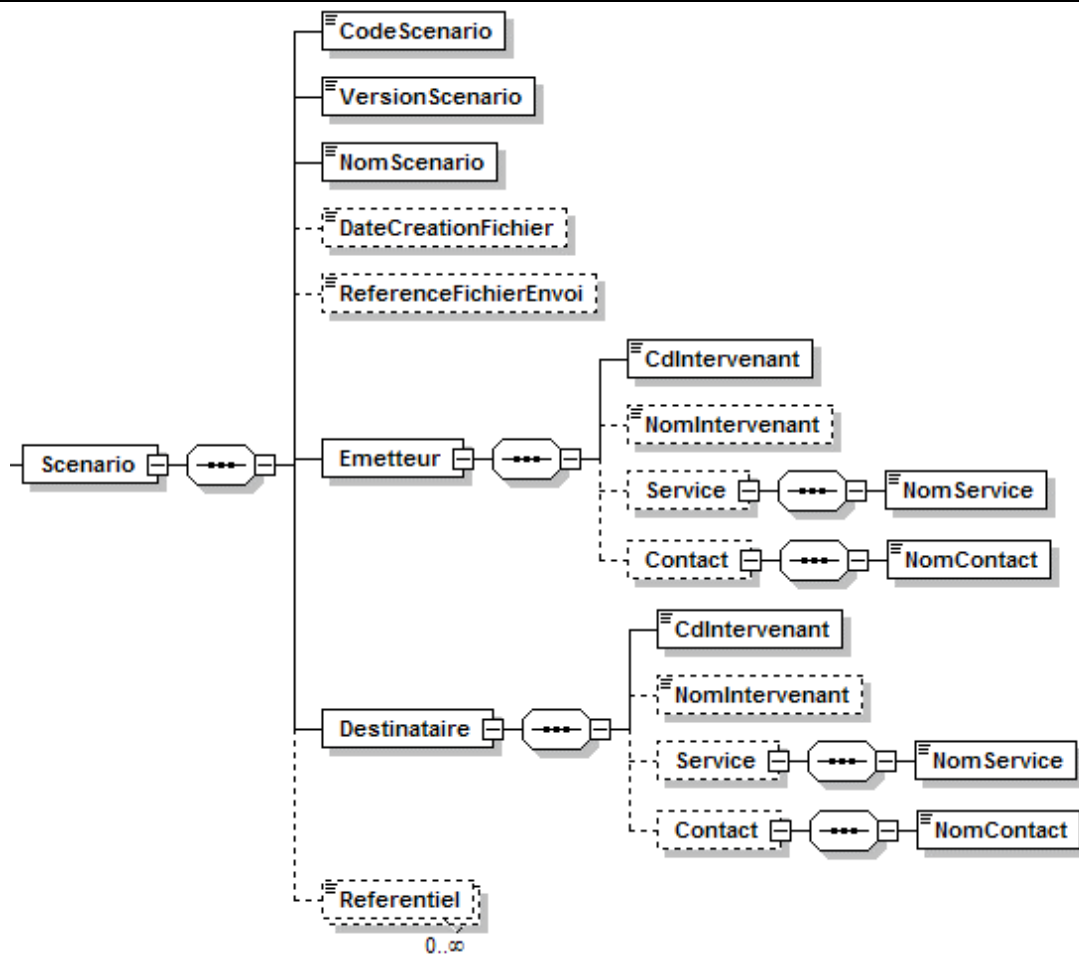 CodeScenario
VersionScenario
NomScenario
DateCreationFichier
ReferenceFichierEnvoi
Scenario
Emetteur
CdIntervenant
NomIntervenant
Service
NomService
Contact
NomContact
Destinataire
CdIntervenant
NomIntervenant
Service
NomService
Contact
NomContact
Referentiel
0..∞